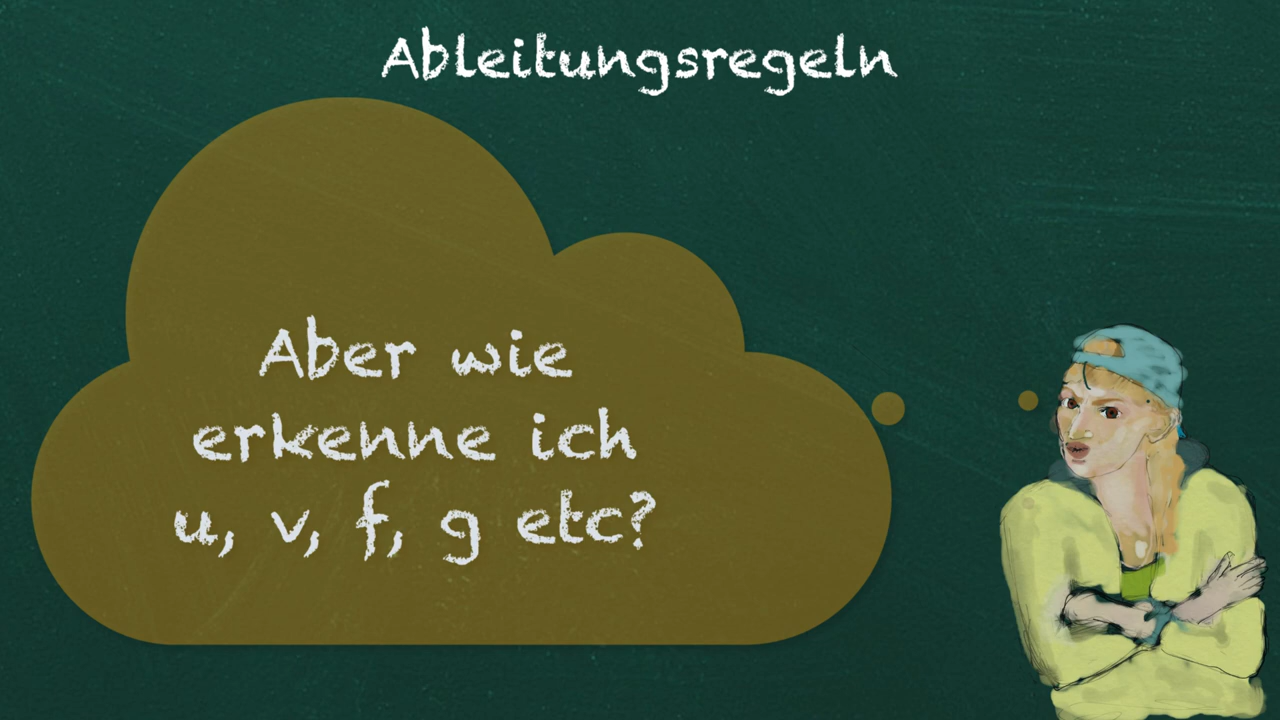 Ableitungsregeln
Aber wie
erkenne ich
u, v, f, g etc?